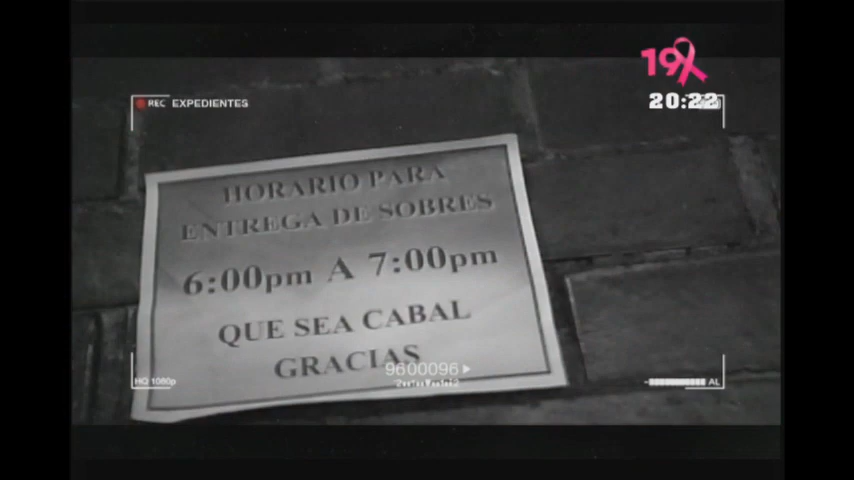 19
20:22
REC EXPEDIENTES
HORARIO PARA
ENTREGA DE SOBRES
6:00pm A 7:00pm
QUE SEA CABAL
GRACIAS
9600096
HQ 1080p
AL